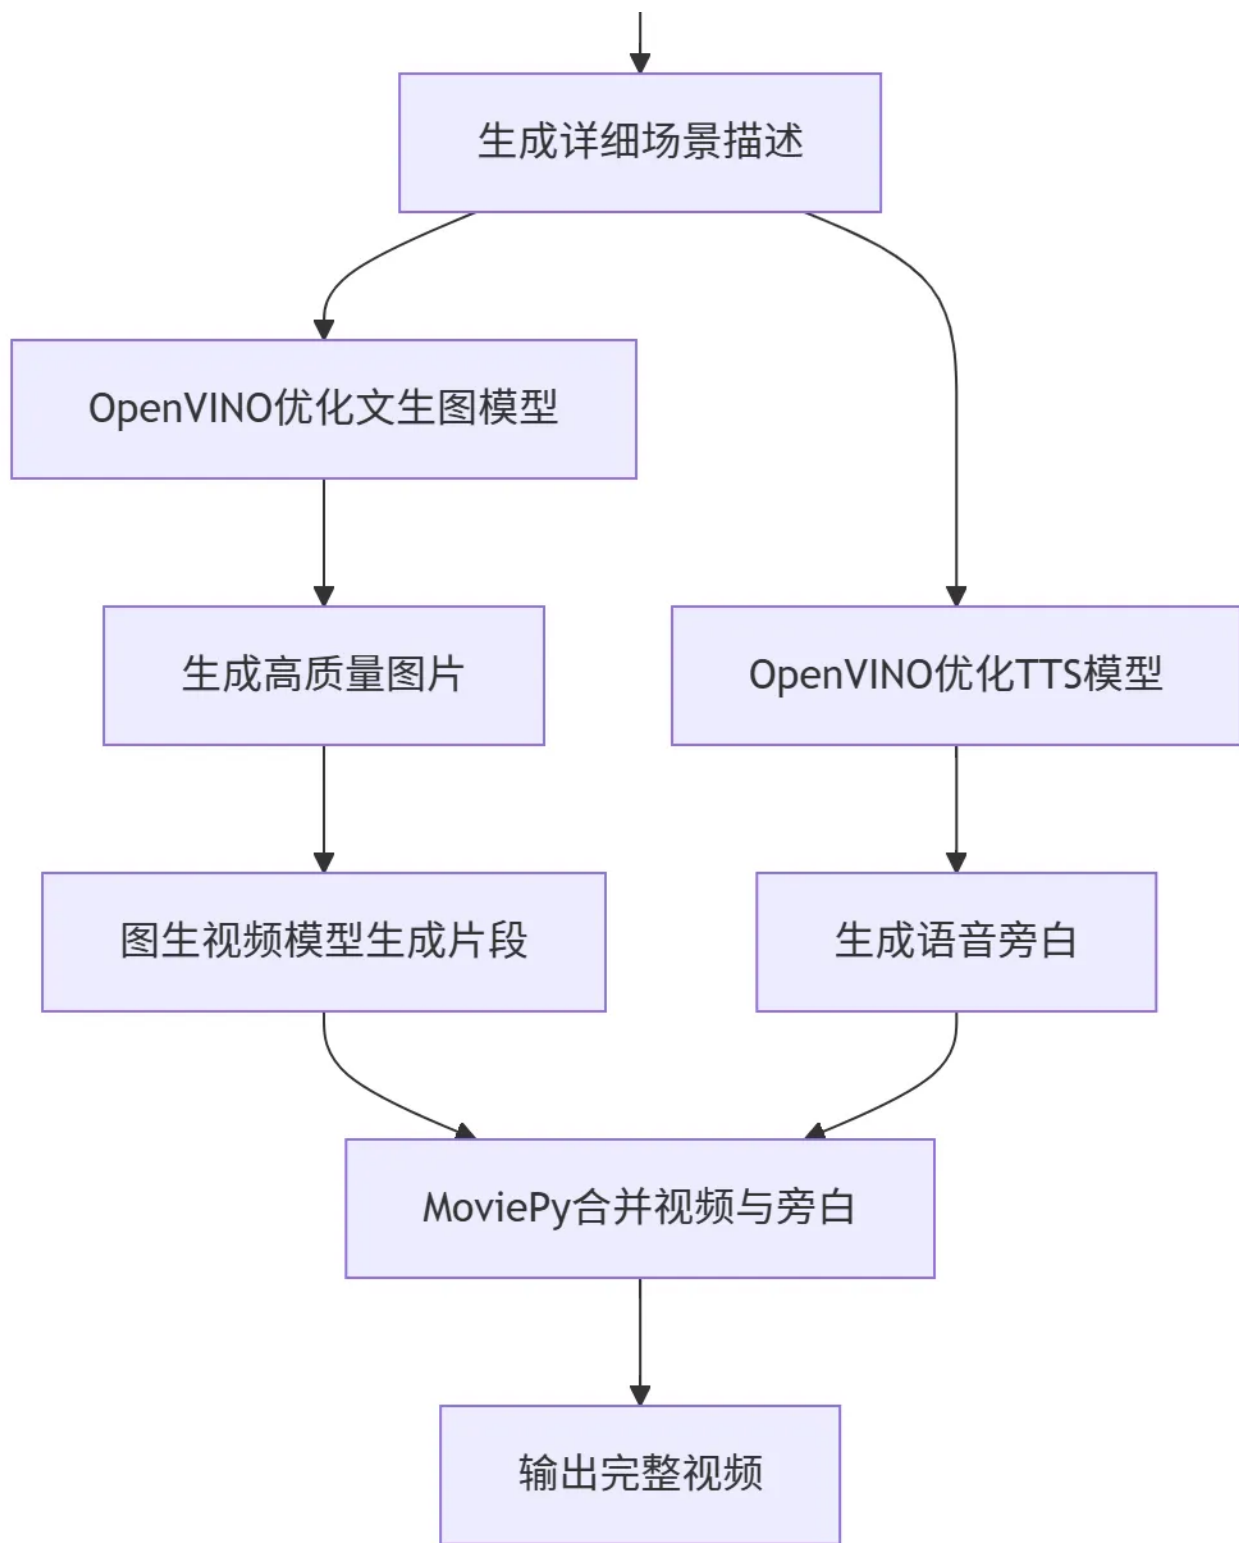 生成详细场景描述
OpenVINO优化文生图模型
生成高质量图片
OpenVINO优化TTS模型
图生视频模型生成片段
生成语音旁白
MoviePy合并视频与旁白
输出完整视频